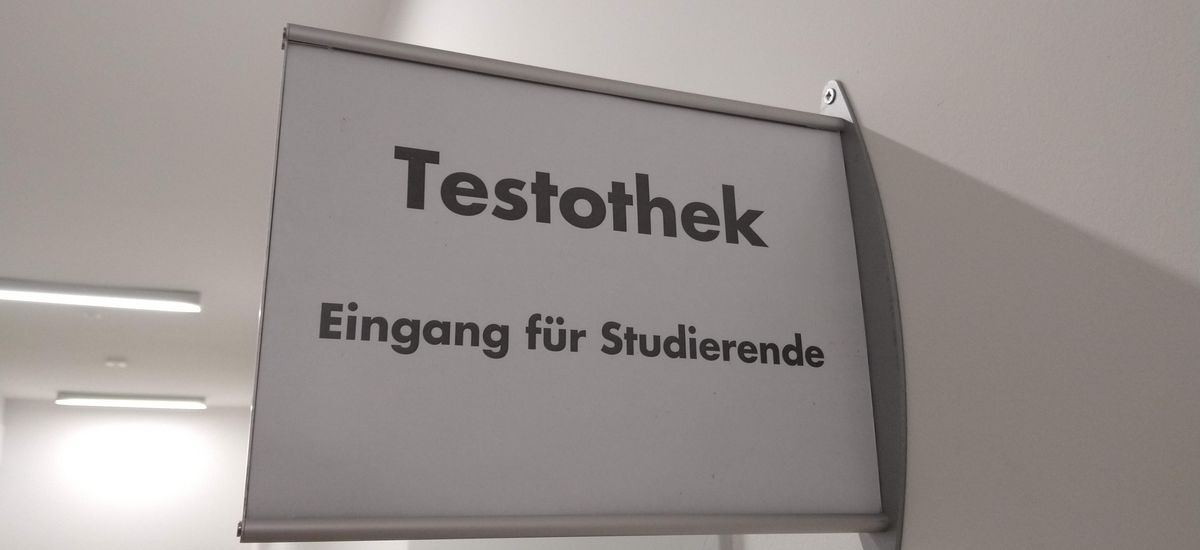 Testothek
Eingang für Studierende